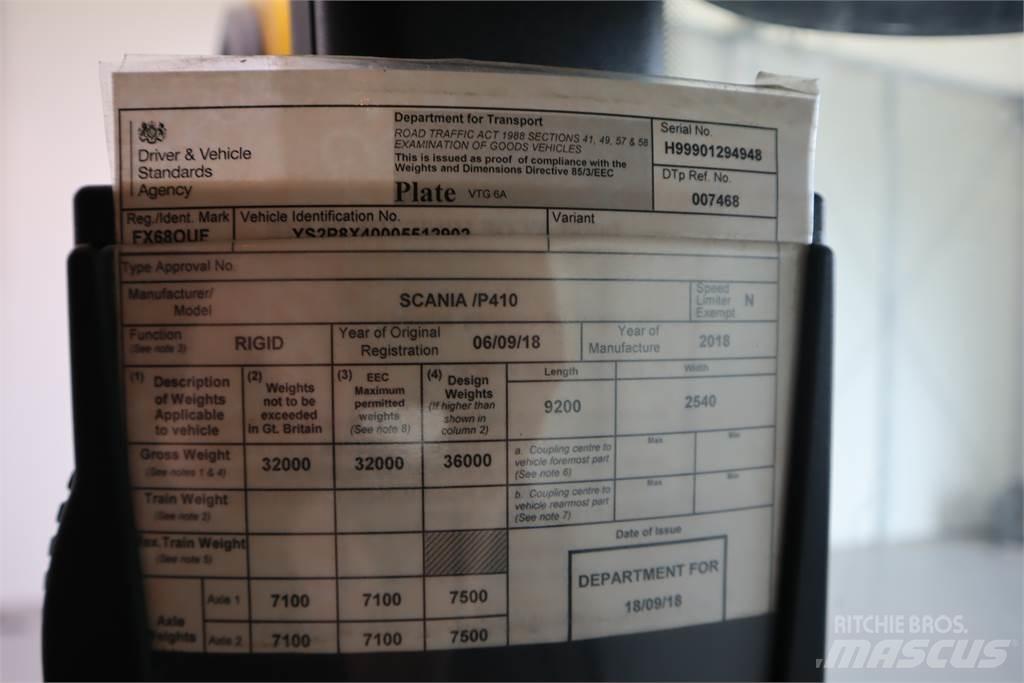 Driver & Vehicle
Standards
Agency
Department for Transport
ROAD TRAFFIC ACT 1988 SECTIONS 41, 49, 57 & 58
EXAMINATION OF GOODS VEHICLES
This is issued as proof of compliance with the
Weights and Dimensions Directive 85/3/EEC
Plate VTG 6A
Serial No.
H99901294948
DTp Ref. No.
007468
Reg./Ident. Mark
FX68OUF
Vehicle Identification No.
YS2P8X40005512902
Variant
Type Approval No.
Manufacturer/
Model
SCANIA /P410
Speed
Limiter
Exempt
N
Function
(See note 3)
RIGID
Year of Original
Registration
06/09/18
Year of
Manufacture
2018
(1) Description
of Weights
Applicable
to vehicle
(2) Weights
not to be
exceeded
in Gt. Britain
(3) EEC
Maximum
permitted
weights
(See note 8)
(4) Design
Weights
(If higher than
shown in
column 2)
Length
9200
Width
2540
Gross Weight
(See notes 1 & 4)
32000
32000
36000
a. Coupling centre to
vehicle foremost part
(See note 6)
Max
Min
Train Weight
(See note 2)
b. Coupling centre to
vehicle rearmost part
(See note 7)
Max
Min
Max.Train Weight
(See note 5)
Date of Issue
DEPARTMENT FOR
18/09/18
Axle
Weights
Axle 1
7100
7100
7500
Axle 2
7100
7100
7500
RITCHIE BROS.
MASCUS